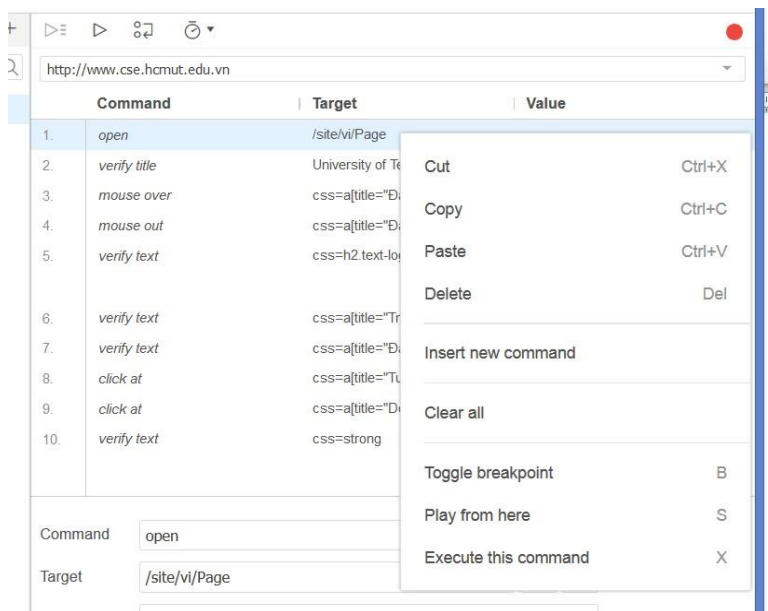 http://www.cse.hcmut.edu.vn
Command Target Value
1. open /site/vi/Page
2. verify title University of
3. mouse over css=a[title="Đ
4. mouse out css=a[title="Đ
5. verify text css=h2.text-lo
6. verify text css=a[title="Tr
7. verify text css=a[title="Đ
8. click at css=a[title="Tu
9. click at css=a[title="D
10. verify text css=strong
Cut Ctrl+X
Copy Ctrl+C
Paste Ctrl+V
Delete Del
Insert new command
Clear all
Toggle breakpoint B
Play from here S
Execute this command X
Command open
Target /site/vi/Page